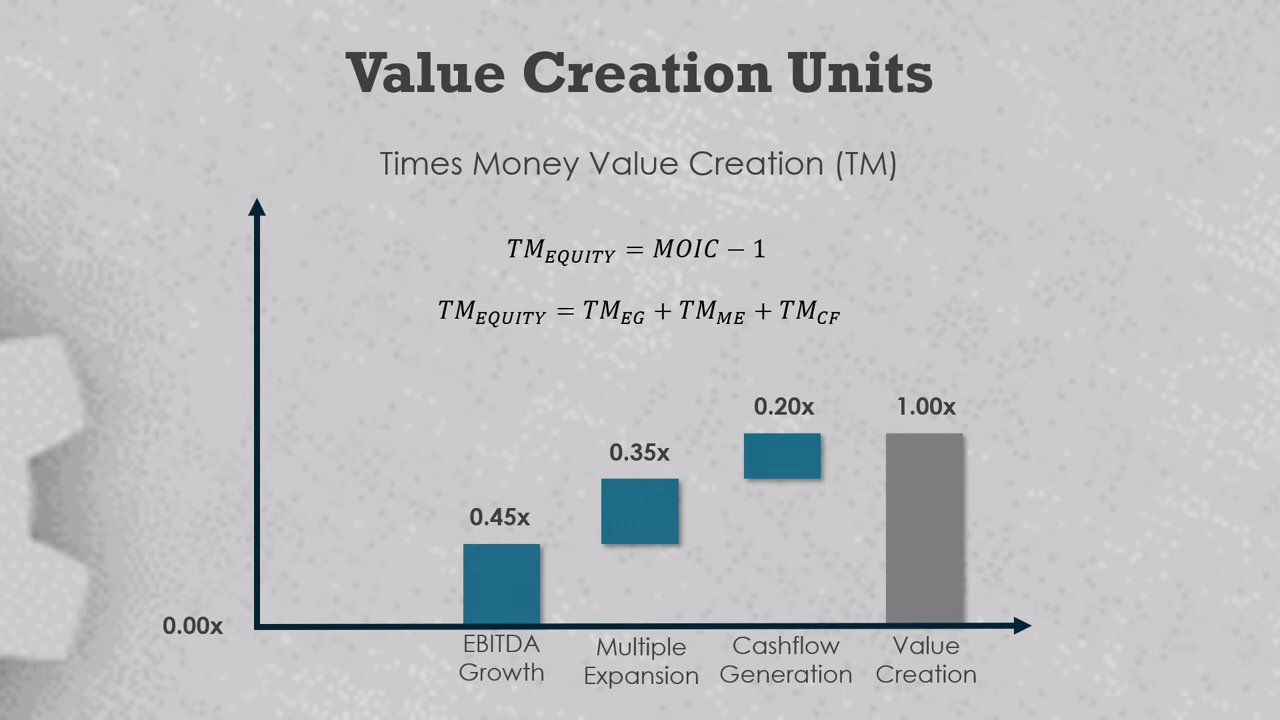 Value Creation Units
Times Money Value Creation (TM)
TM_EQUITY = MOIC − 1
TM_EQUITY = TM_EG + TM_ME + TM_CF
0.45x
0.35x
0.20x
1.00x
0.00x
EBITDA
Growth
Multiple
Expansion
Cashflow
Generation
Value
Creation